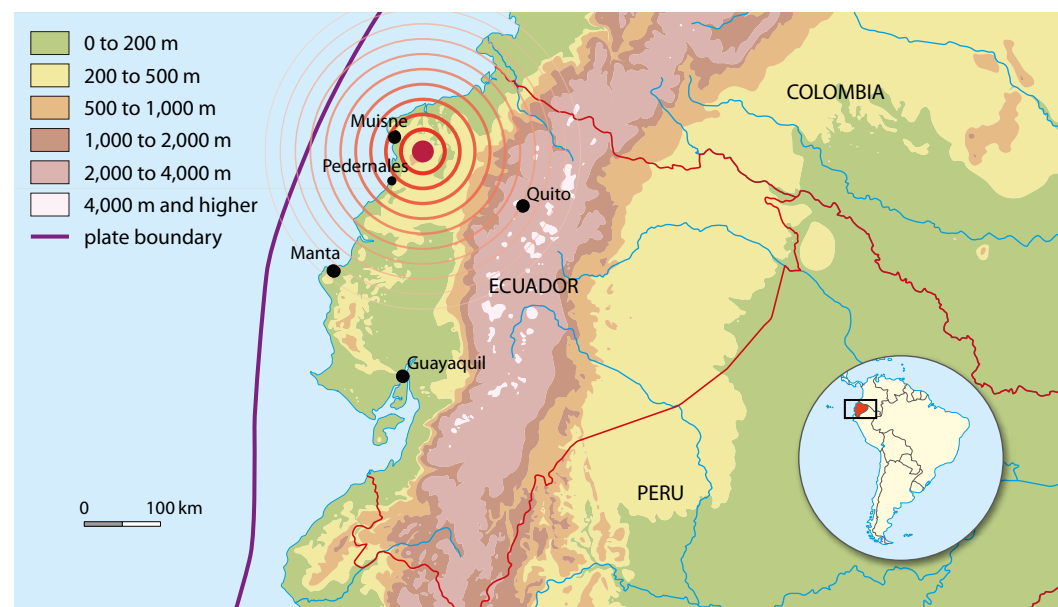 0 to 200 m
200 to 500 m
500 to 1,000 m
1,000 to 2,000 m
2,000 to 4,000 m
4,000 m and higher
plate boundary
COLOMBIA
Muisne
Pedernales
Quito
Manta
ECUADOR
Guayaquil
PERU
0 100 km